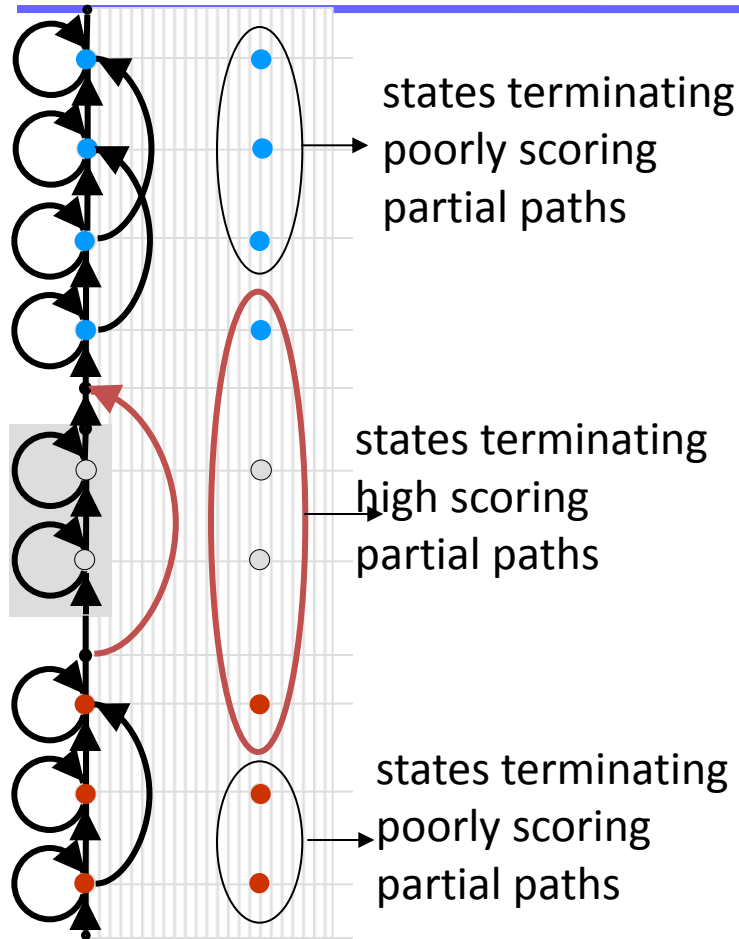 states terminating
poorly scoring
partial paths
states terminating
high scoring
partial paths
states terminating
poorly scoring
partial paths